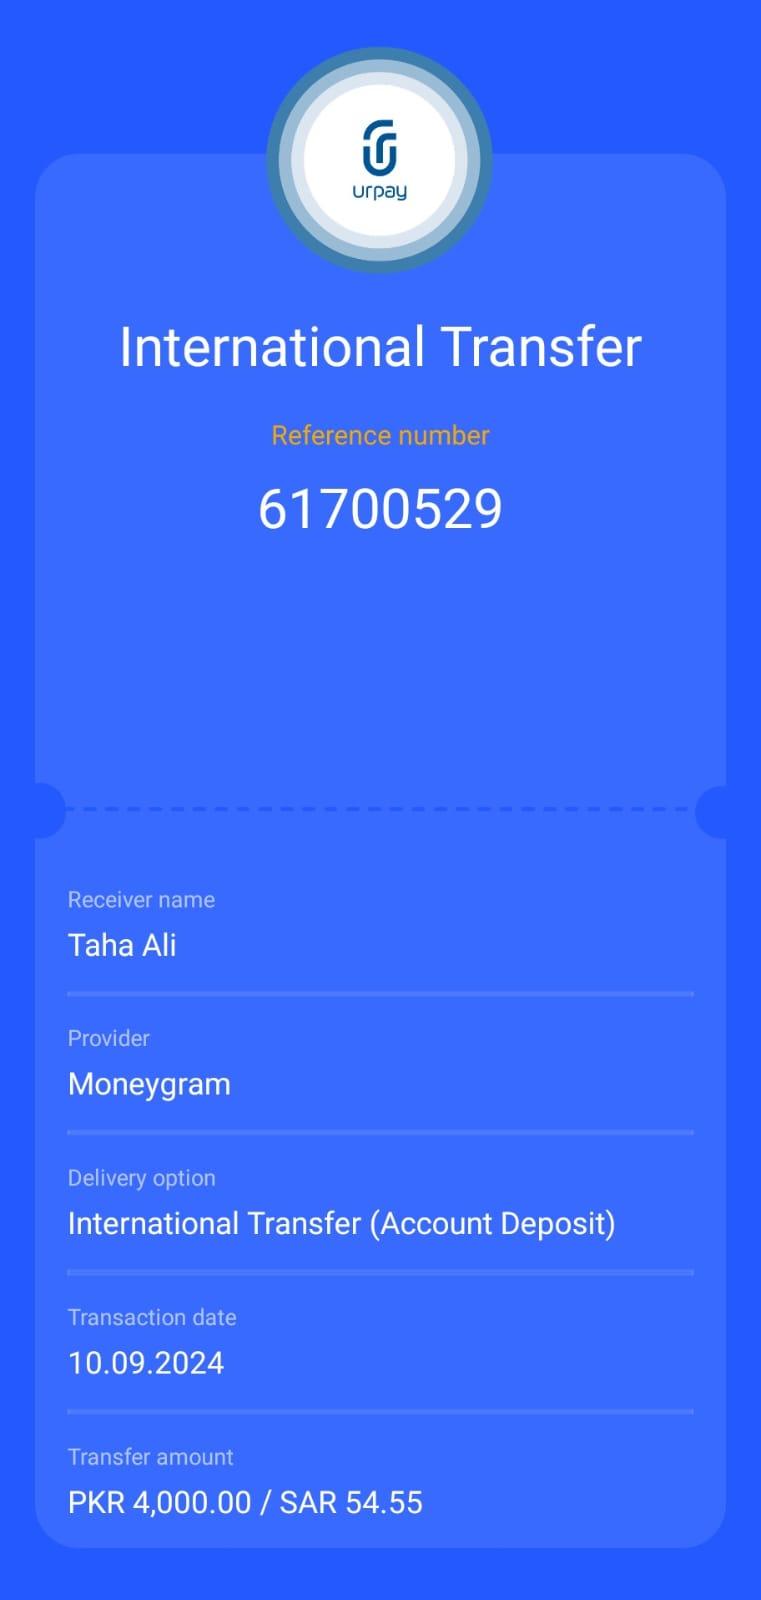 urpay
International Transfer
Reference number
61700529
Receiver name
Taha Ali
Provider
Moneygram
Delivery option
International Transfer (Account Deposit)
Transaction date
10.09.2024
Transfer amount
PKR 4,000.00 / SAR 54.55